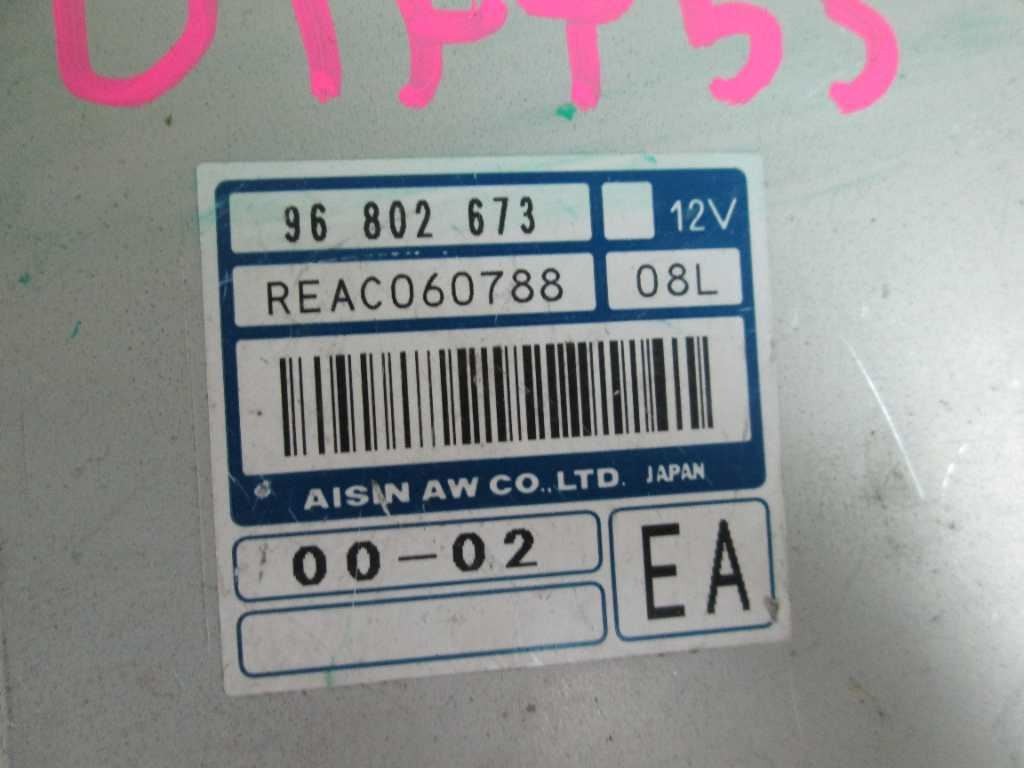 96 802 673 12V
REAC060788 08L
AISIN AW CO.,LTD. JAPAN
00-02
EA